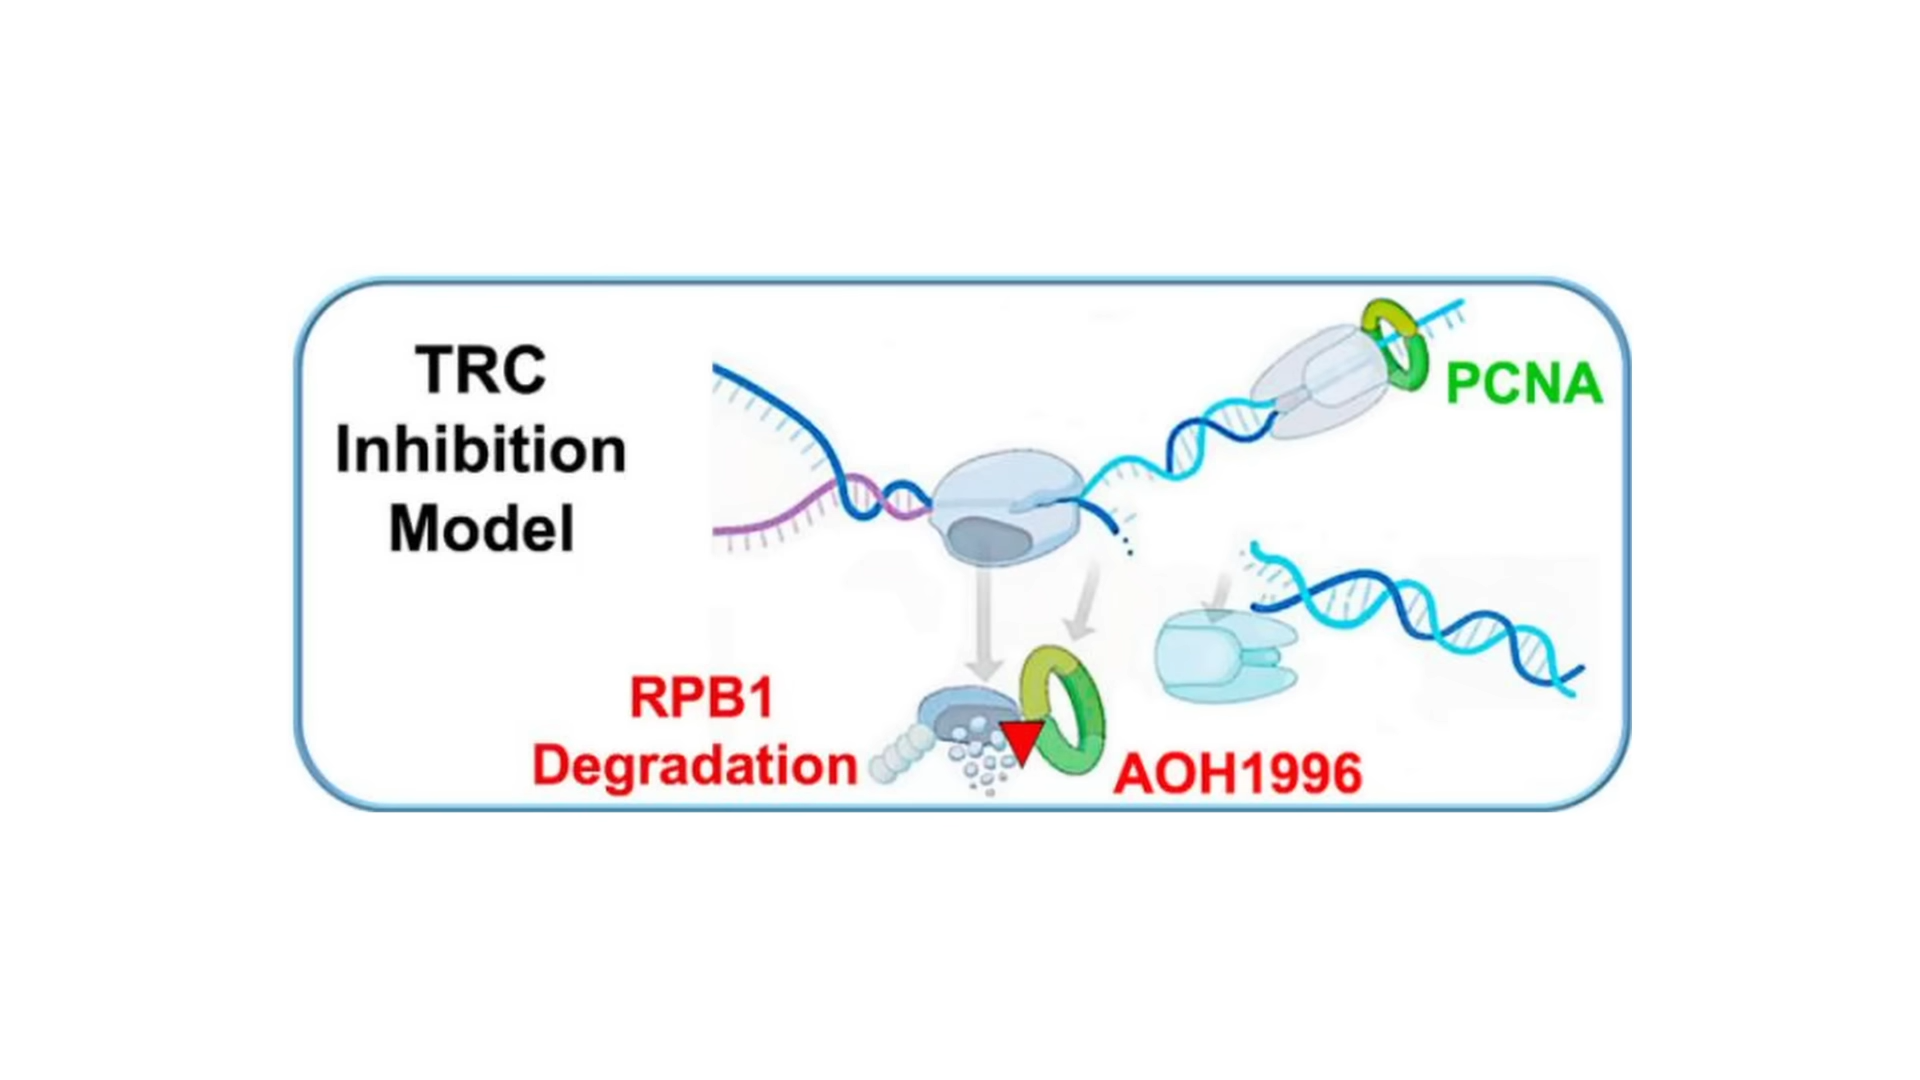 TRC
Inhibition
Model
PCNA
RPB1
Degradation
AOH1996